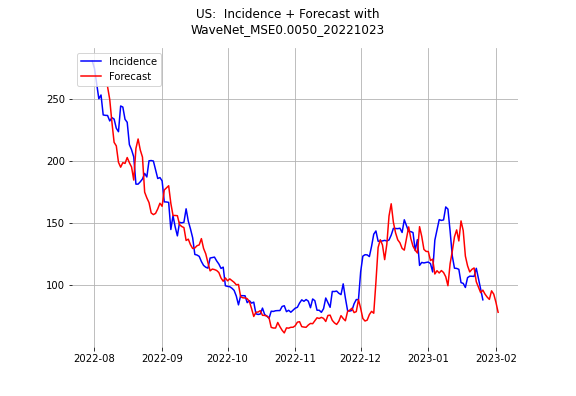 US:  Incidence + Forecast with
WaveNet_MSE0.0050_20221023
Incidence
Forecast
250
200
150
100
2022-08 2022-09 2022-10 2022-11 2022-12 2023-01 2023-02